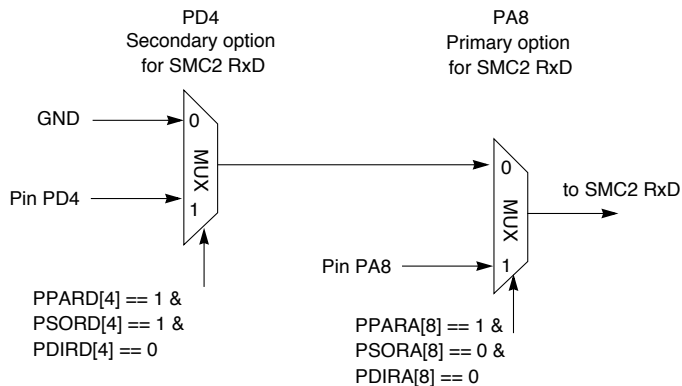 PD4
Secondary option
for SMC2 RxD
PA8
Primary option
for SMC2 RxD
GND
0
MUX
Pin PD4
1
0
to SMC2 RxD
MUX
Pin PA8
1
PPARD[4] == 1 &
PSORD[4] == 1 &
PDIRD[4] == 0
PPARA[8] == 1 &
PSORA[8] == 0 &
PDIRA[8] == 0